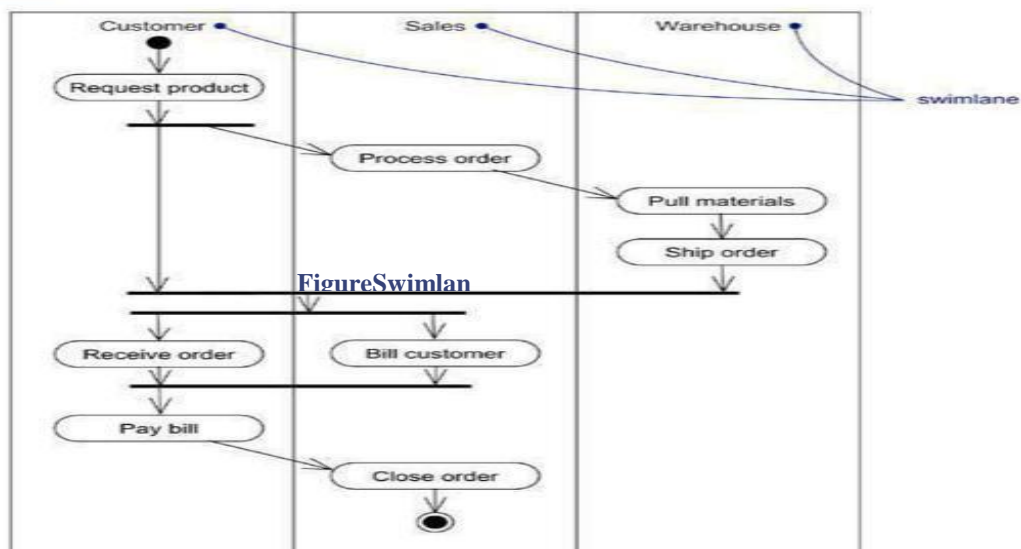 Customer Sales Warehouse
Request product
swimlane
Process order
Pull materials
Ship order
FigureSwimlan
Receive order Bill customer
Pay bill
Close order